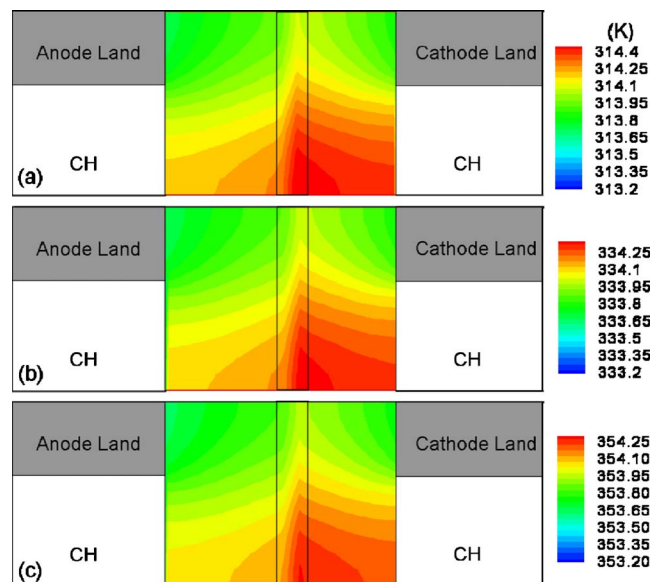 (K)
Anode Land
Cathode Land
CH
CH
(a)
314.4
314.25
314.1
313.95
313.8
313.65
313.5
313.35
313.2
Anode Land
Cathode Land
CH
CH
(b)
334.25
334.1
333.95
333.8
333.65
333.5
333.35
333.2
Anode Land
Cathode Land
CH
CH
(c)
354.25
354.10
353.95
353.80
353.65
353.50
353.35
353.20